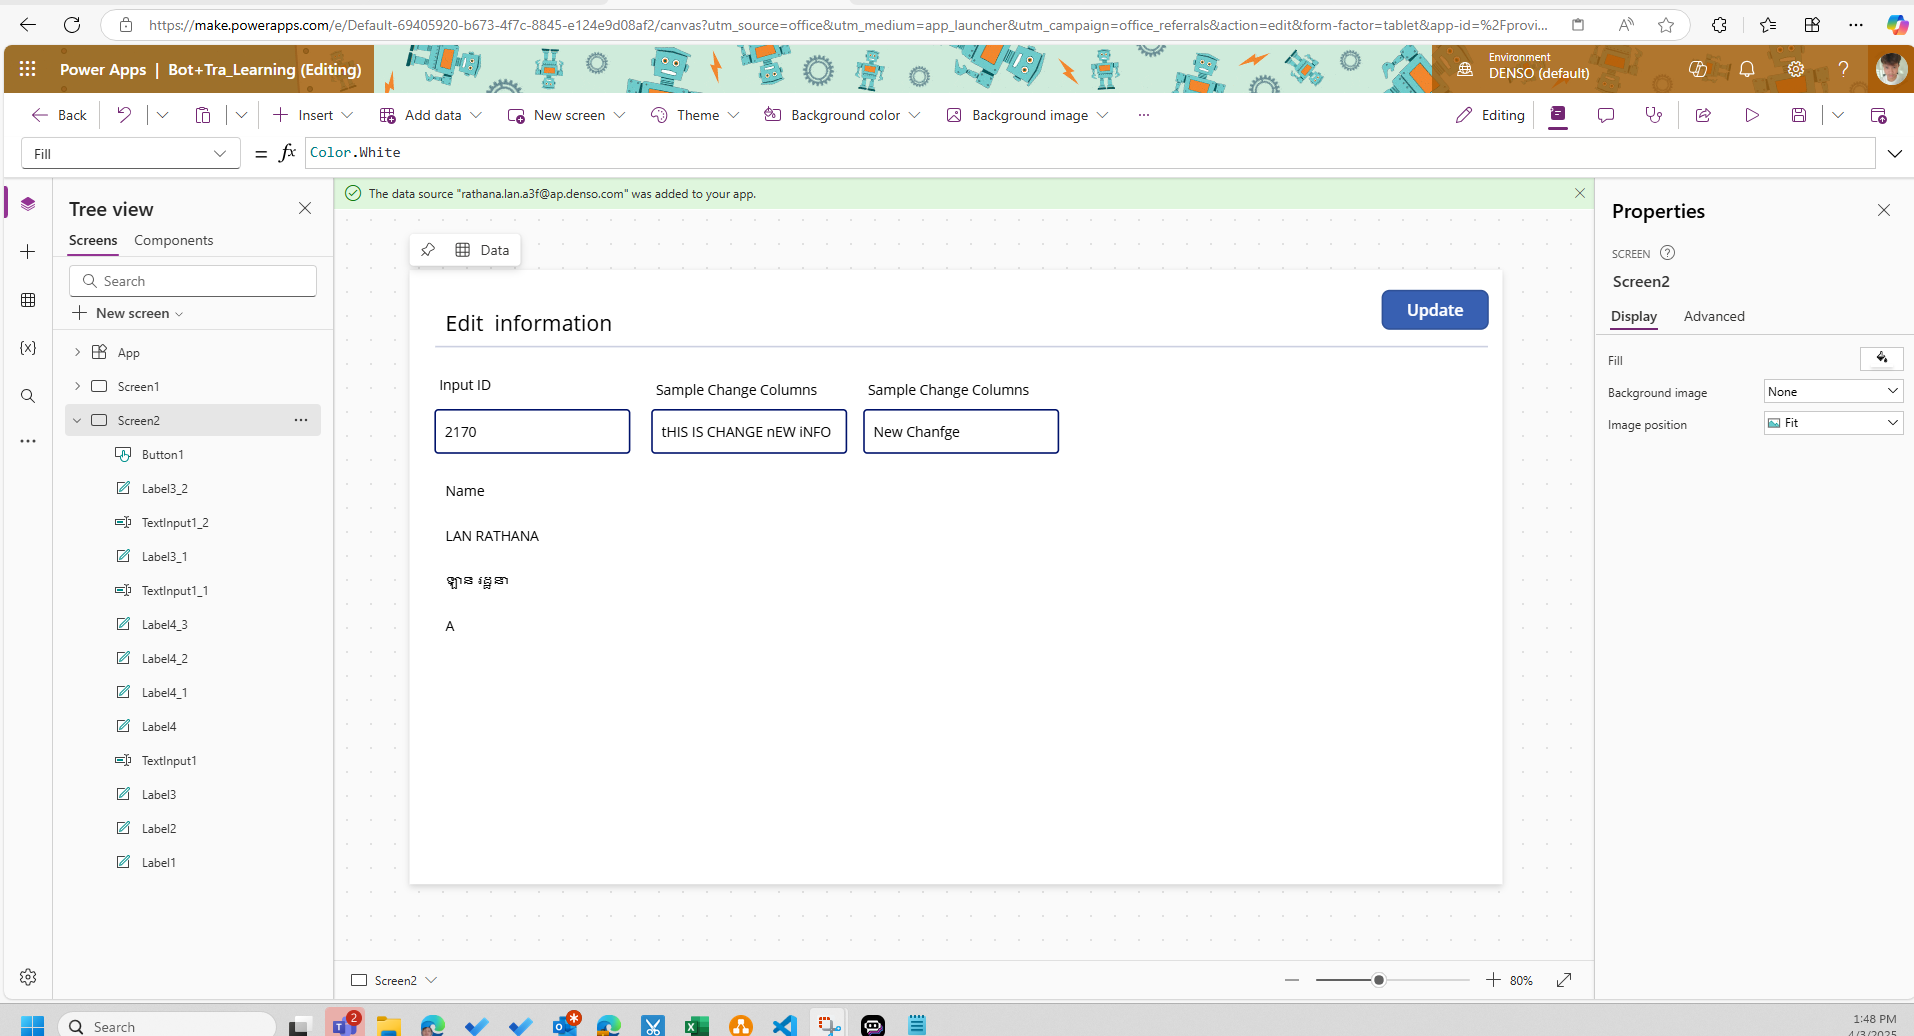 https://make.powerapps.com/e/Default-69405920-b673-4f7c-8845-e124e9d08af2/canvas?utm_source=office&utm_medium=app_launcher&utm_campaign=office_referrals&action=edit&form-factor=tablet&app-id=%2Fprovi...
Power Apps | Bot+Tra_Learning (Editing)
Environment
DENSO (default)
Back
Insert
Add data
New screen
Theme
Background color
Background image
Editing
Fill
= fx Color.White
Tree view
Screens
Components
Search
New screen
App
Screen1
Screen2
Button1
Label3_2
TextInput1_2
Label3_1
TextInput1_1
Label4_3
Label4_2
Label4_1
Label4
TextInput1
Label3
Label2
Label1
The data source "rathana.lan.a3f@ap.denso.com" was added to your app.
Data
Edit information
Update
Input ID
Sample Change Columns
Sample Change Columns
2170
tHIS IS CHANGE nEW iNFO
New Chanfge
Name
LAN RATHANA
ឡាន រដ្ឋនា
A
Screen2
80%
Properties
SCREEN
Screen2
Display
Advanced
Fill
Background image
None
Image position
Fit
2
Search
1:48 PM
4/3/2025